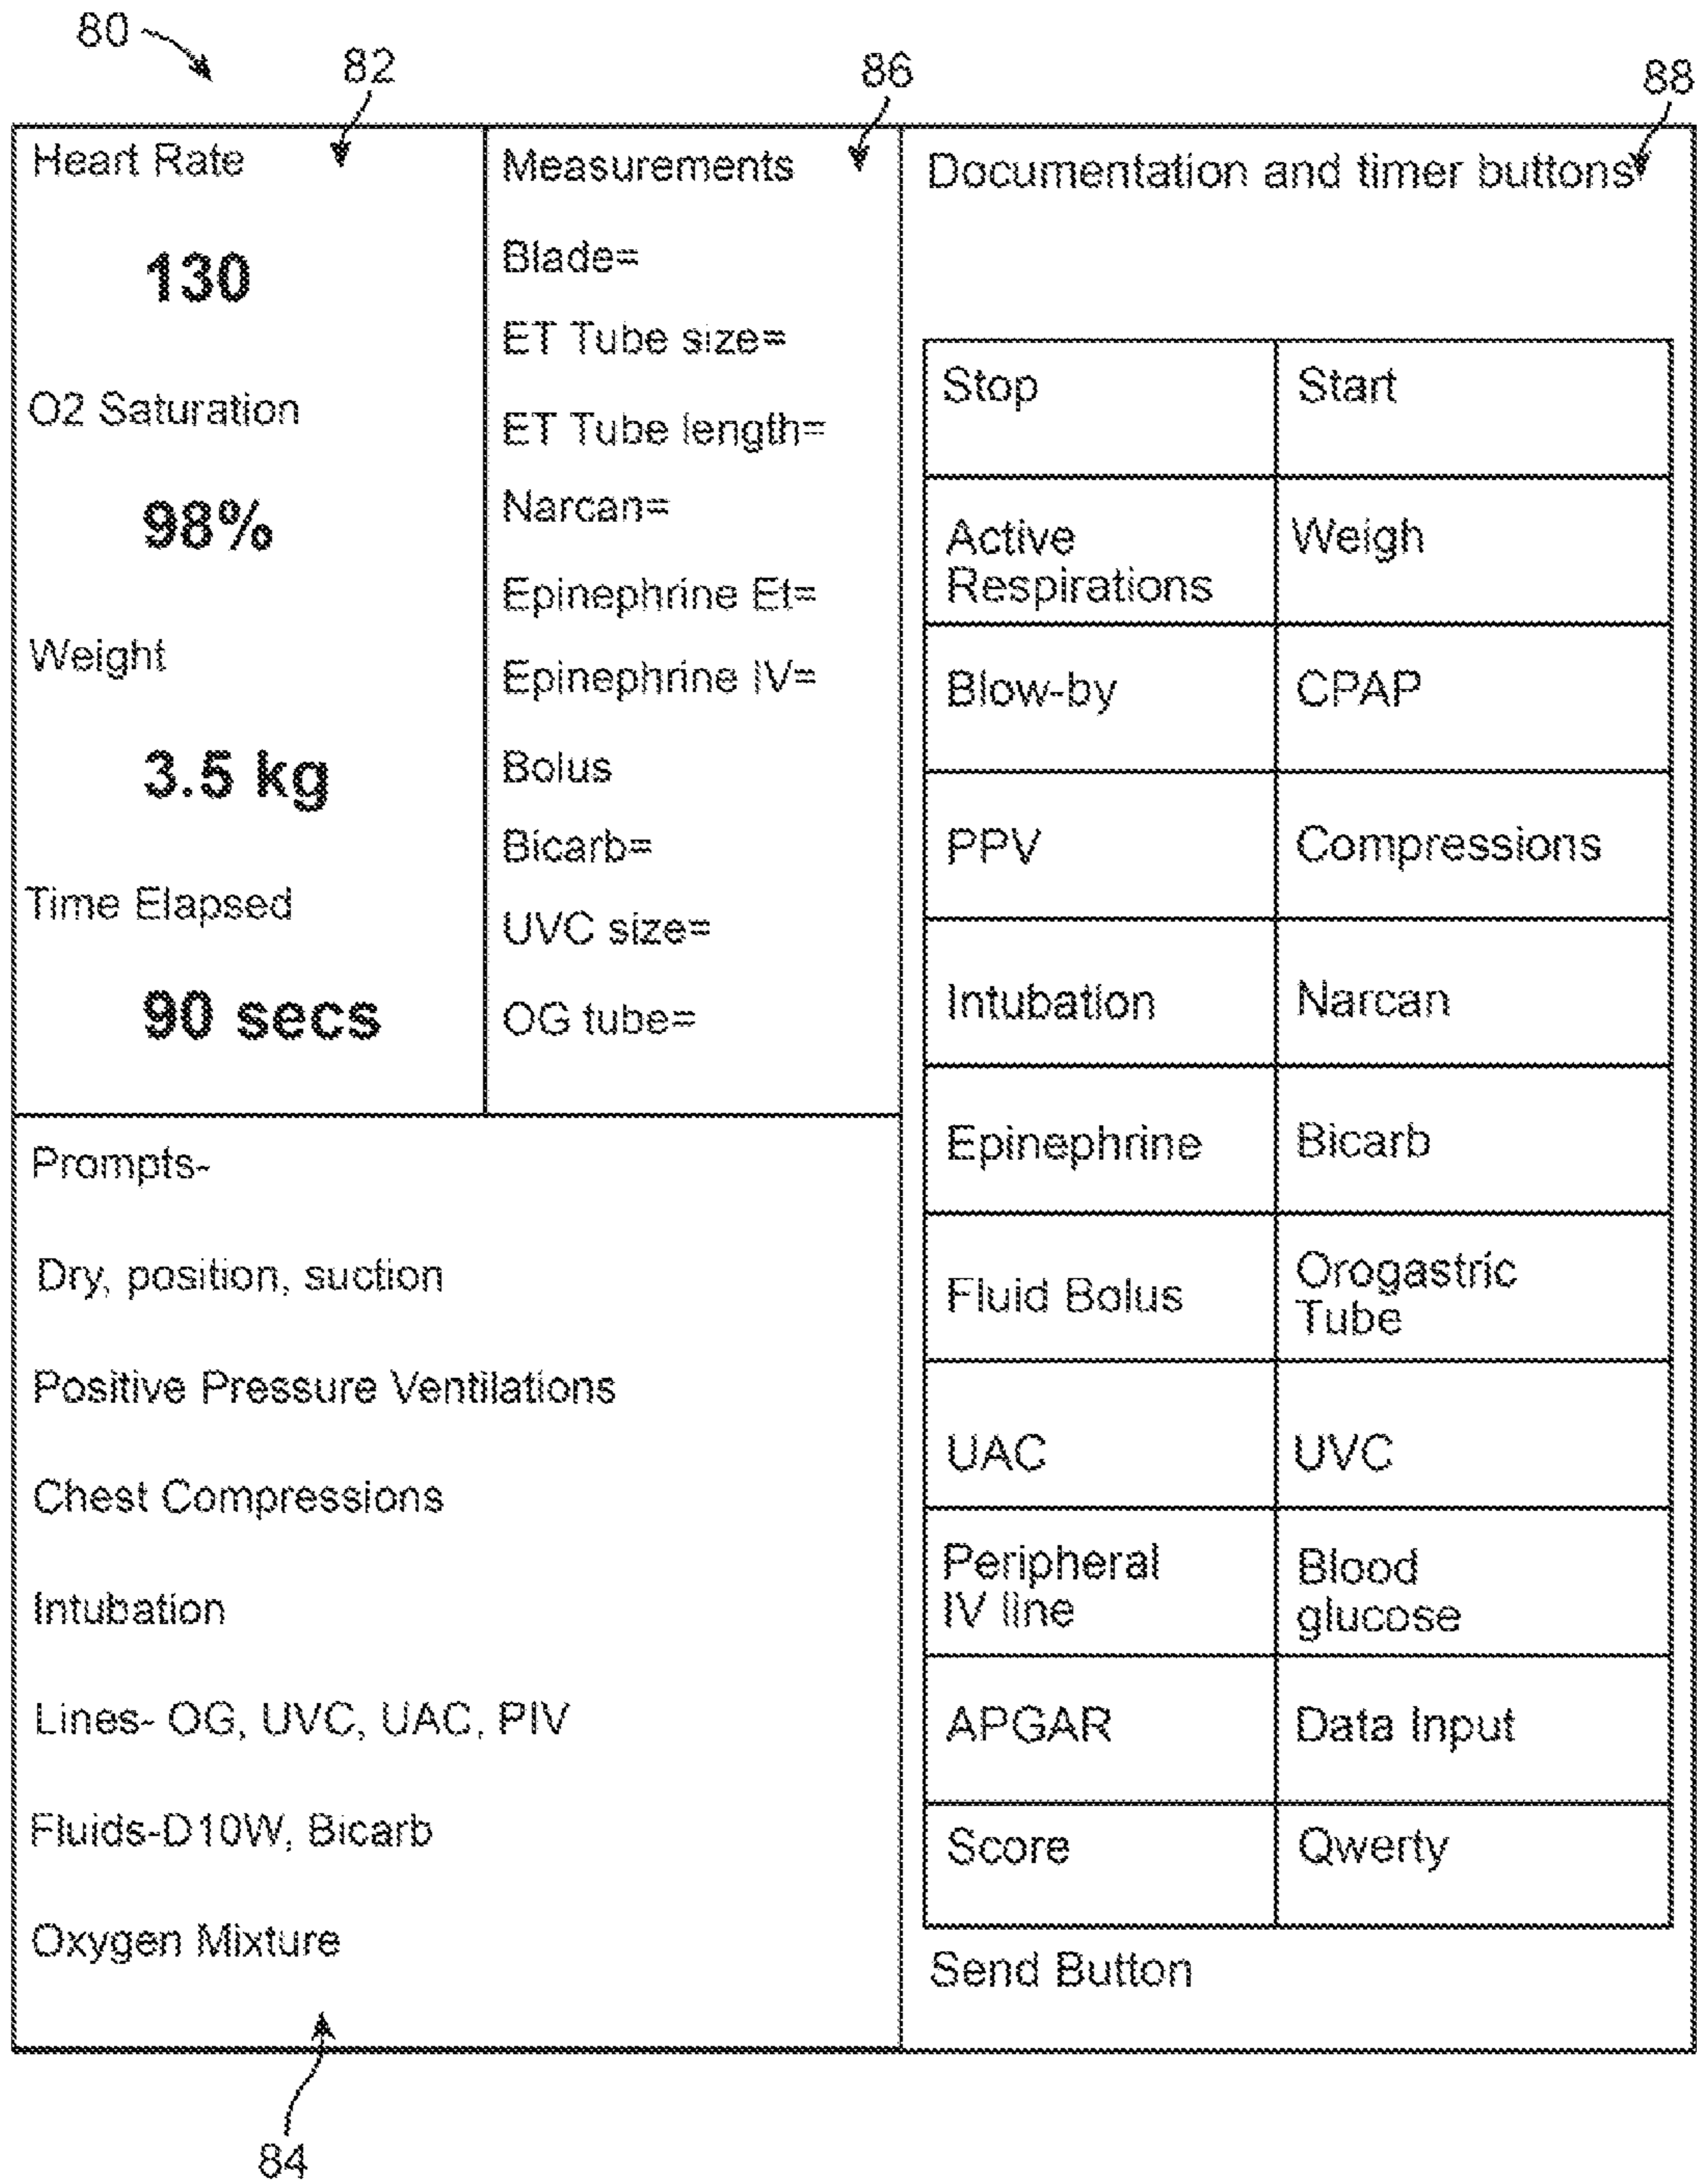 80
82
86
88
Heart Rate
130
O2 Saturation
98%
Weight
3.5 kg
Time Elapsed
90 secs
Measurements
Blade=
ET Tube size=
ET Tube length=
Narcan=
Epinephrine Et=
Epinephrine IV=
Bolus
Bicarb=
UVC size=
OG tube=
Prompts-
Dry, position, suction
Positive Pressure Ventilations
Chest Compressions
Intubation
Lines- OG, UVC, UAC, PIV
Fluids-D10W, Bicarb
Oxygen Mixture
84
Documentation and timer buttons
Stop
Start
Active
Respirations
Weigh
Blow-by
CPAP
PPV
Compressions
Intubation
Narcan
Epinephrine
Bicarb
Fluid Bolus
Orogastric
Tube
UAC
UVC
Peripheral
IV line
Blood
glucose
APGAR
Data Input
Score
Qwerty
Send Button